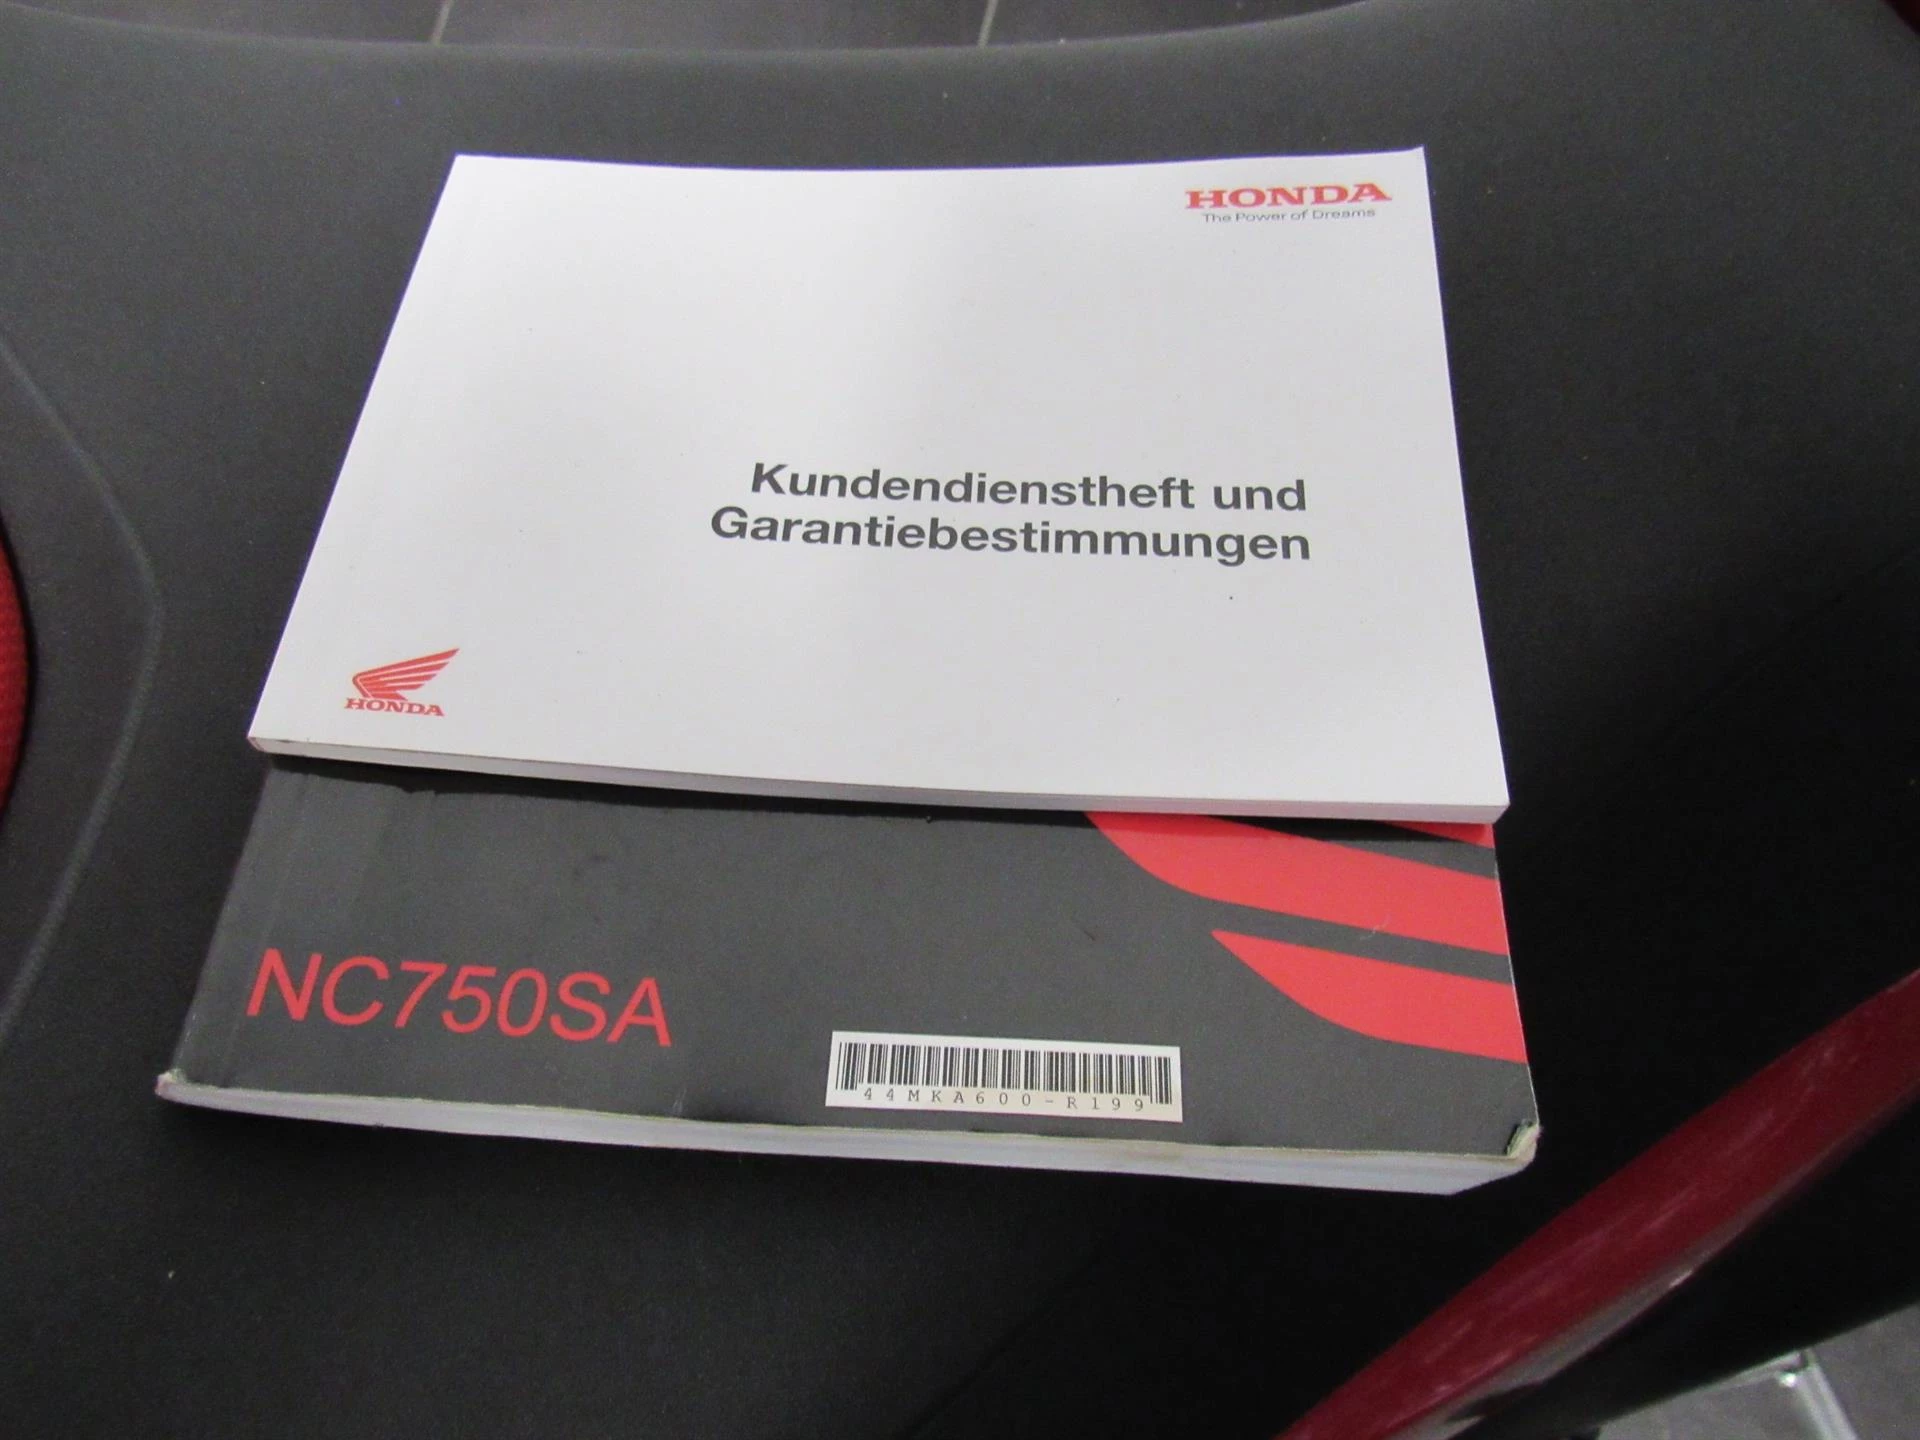 HONDA
The Power of Dreams
Kundendienstheft und
Garantiebestimmungen
HONDA
NC750SA
44MKA600-R199